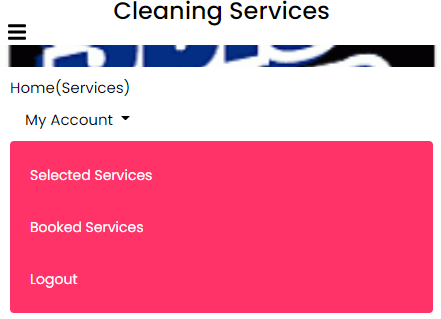 Cleaning Services
Home(Services)
My Account
Selected Services
Booked Services
Logout